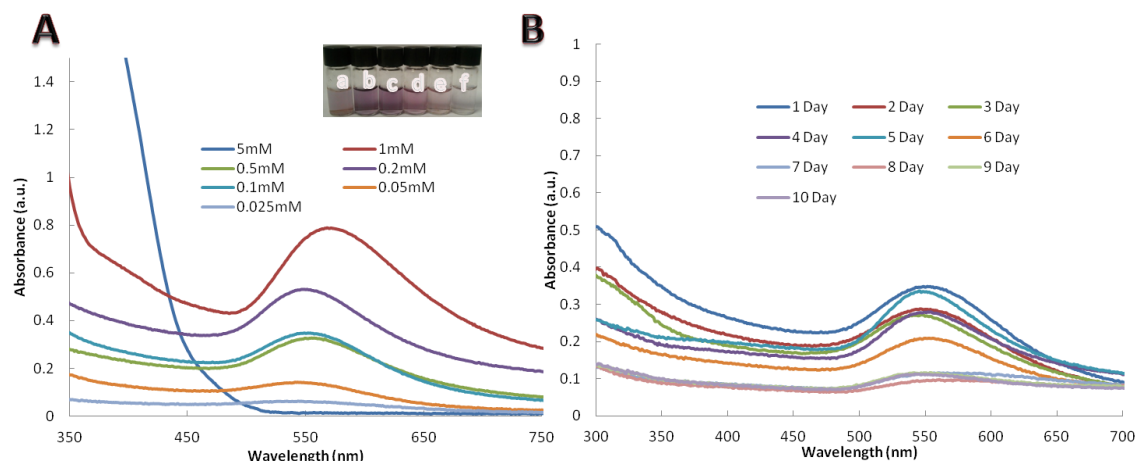 A
B
1.4
1.2
1
0.8
0.6
0.4
0.2
0
Absorbance (a.u.)
350
450
550
650
750
Wavelength (nm)
a b c d e f
5mM 1mM
0.5mM 0.2mM
0.1mM 0.05mM
0.025mM
1
0.9
0.8
0.7
0.6
0.5
0.4
0.3
0.2
0.1
0
Absorbance (a.u.)
300
350
400
450
500
550
600
650
700
Wavelength (nm)
1 Day 2 Day 3 Day
4 Day 5 Day 6 Day
7 Day 8 Day 9 Day
10 Day